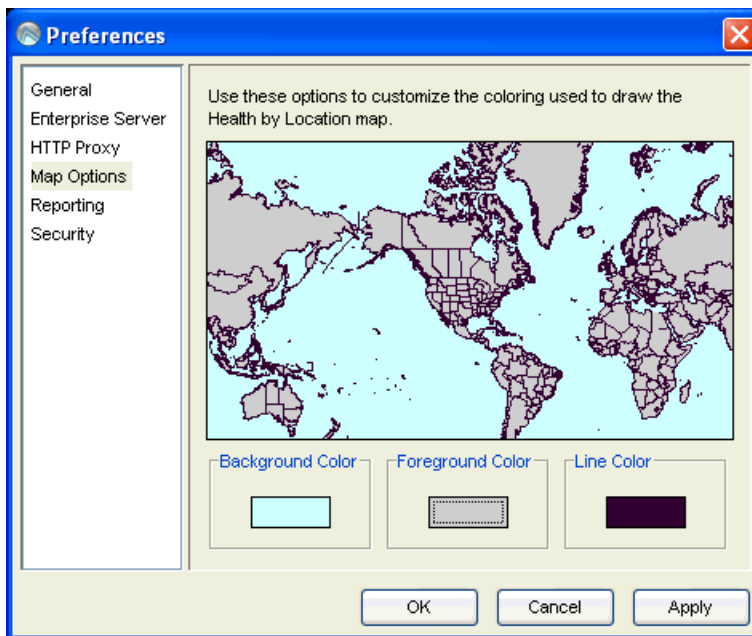 Preferences
General
Enterprise Server
HTTP Proxy
Map Options
Reporting
Security
Use these options to customize the coloring used to draw the
Health by Location map.
Background Color
Foreground Color
Line Color
OK
Cancel
Apply